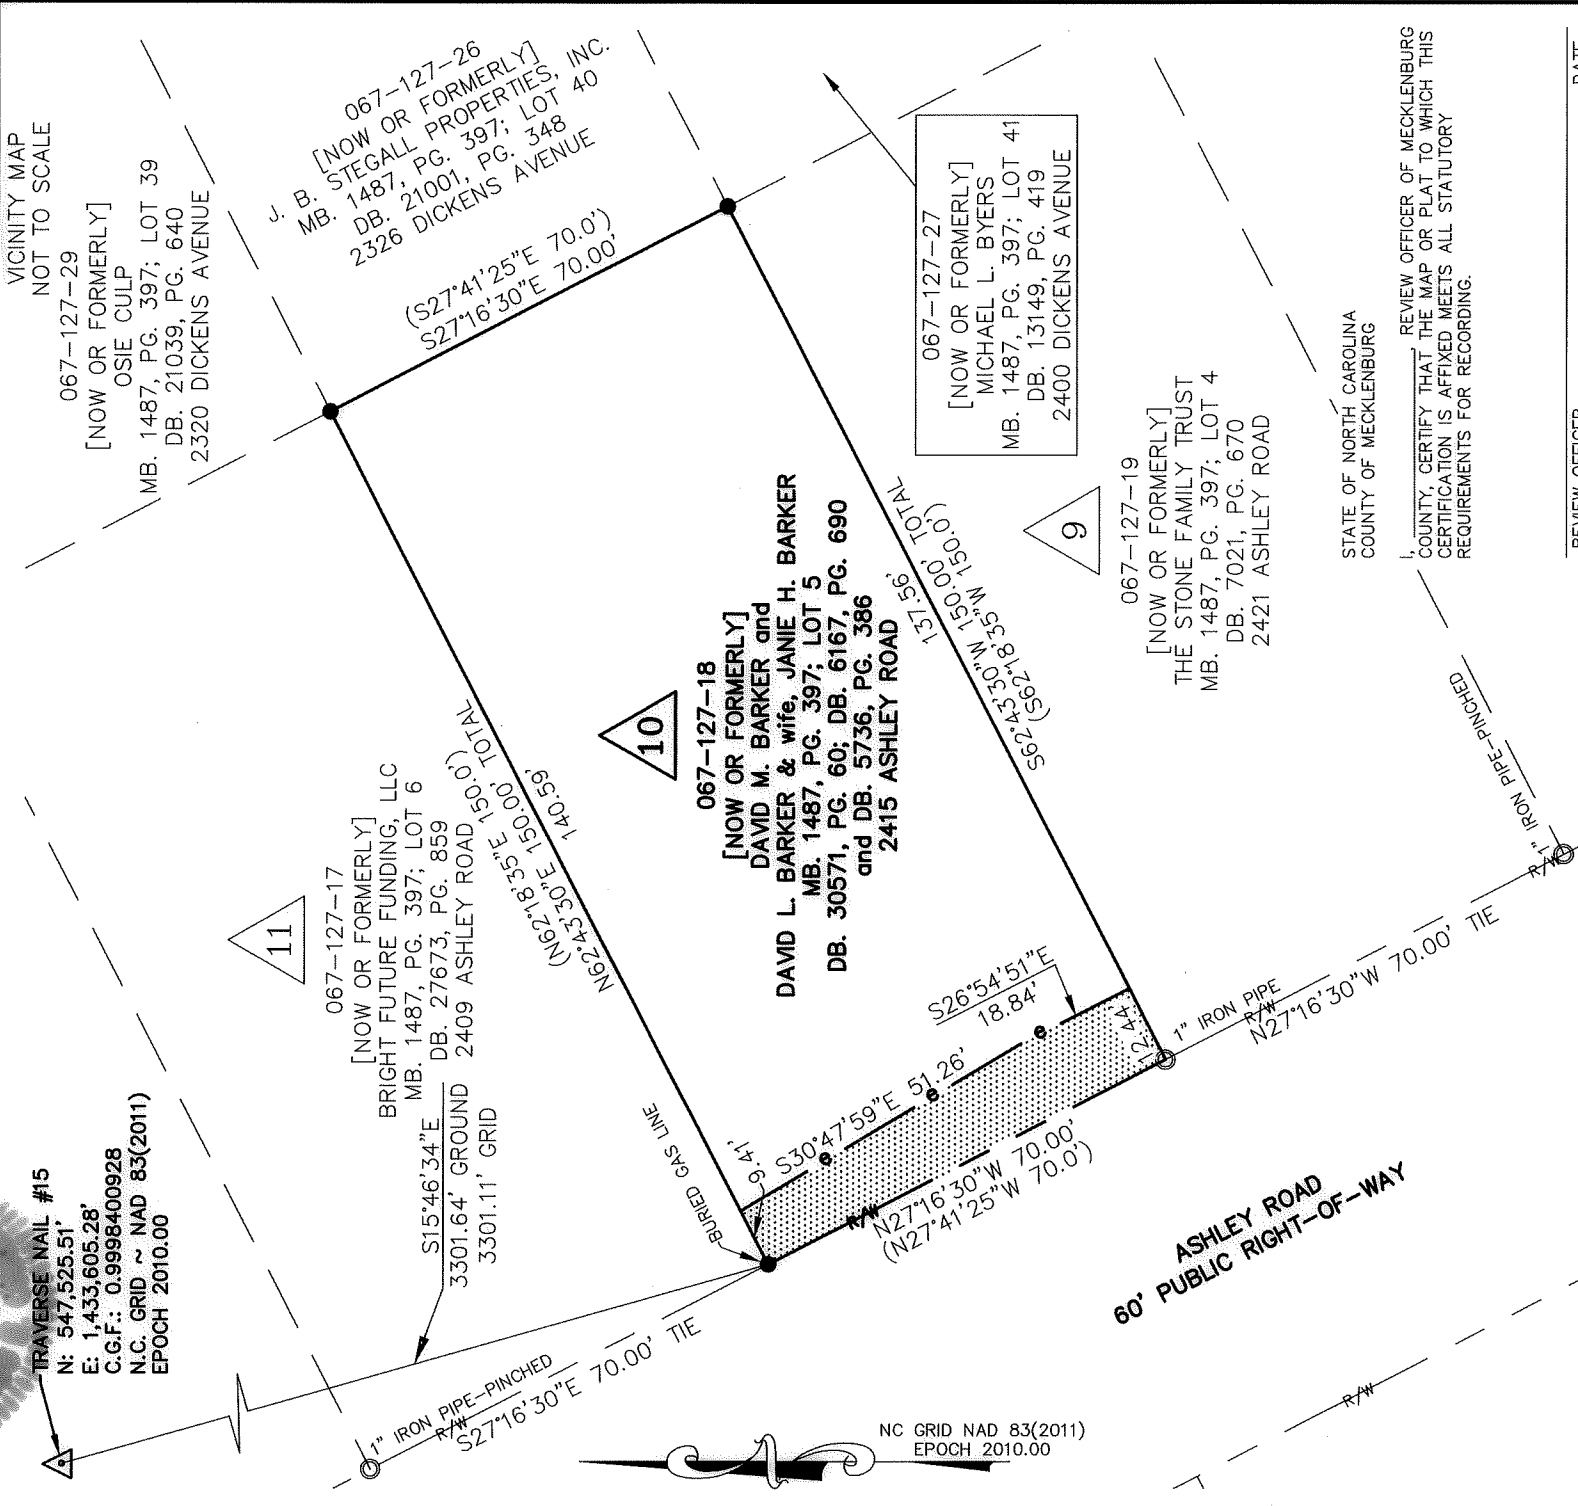 VICINITY MAP
NOT TO SCALE
067-127-29
[NOW OR FORMERLY]
OSIE CULP
MB. 1487, PG. 397; LOT 39
DB. 21039, PG. 640
2320 DICKENS AVENUE
067-127-26
[NOW OR FORMERLY]
J. B. STEGALL PROPERTIES, INC.
MB. 1487, PG. 397; LOT 40
DB. 21001, PG. 348
2326 DICKENS AVENUE
(S27°41'25"E 70.0')
S27°16'30"E 70.00'
067-127-27
[NOW OR FORMERLY]
MICHAEL L. BYERS
MB. 1487, PG. 397; LOT 41
DB. 13149, PG. 419
2400 DICKENS AVENUE
STATE OF NORTH CAROLINA
COUNTY OF MECKLENBURG
I, REVIEW OFFICER OF MECKLENBURG
COUNTY, CERTIFY THAT THE MAP OR PLAT TO WHICH THIS
CERTIFICATION IS AFFIXED MEETS ALL STATUTORY
REQUIREMENTS FOR RECORDING.
REVIEW OFFICER
DATE
11
067-127-17
[NOW OR FORMERLY]
BRIGHT FUTURE FUNDING, LLC
MB. 1487, PG. 397; LOT 6
DB. 27673, PG. 859
2409 ASHLEY ROAD
(N62°18'35"E 150.0')
N62°43'30"E 150.00' TOTAL
140.59'
10
067-127-18
[NOW OR FORMERLY]
DAVID M. BARKER and
DAVID L. BARKER & wife, JANIE H. BARKER
MB. 1487, PG. 397; LOT 5
DB. 30571, PG. 60; DB. 6167, PG. 690
and DB. 5736, PG. 386
2415 ASHLEY ROAD
137.56'
S62°43'30"W 150.00' TOTAL
(S62°18'35"W 150.0')
9
067-127-19
[NOW OR FORMERLY]
THE STONE FAMILY TRUST
MB. 1487, PG. 397; LOT 4
DB. 7021, PG. 670
2421 ASHLEY ROAD
TRAVERSE NAIL #15
N: 547,525.51'
E: 1,433,605.28'
C.G.F.: 0.9998400928
N.C. GRID ~ NAD 83(2011)
EPOCH 2010.00
S15°46'34"E
3301.64' GROUND
3301.11' GRID
BURIED GAS LINE
9.41'
S30°47'59"E 51.26'
e
e
e
S26°54'51"E
18.84'
12.44'
R/W
N27°16'30"W 70.00'
(N27°41'25"W 70.0')
1" IRON PIPE
R/W
N27°16'30"W 70.00' TIE
1" IRON PIPE-PINCHED
R/W
1" IRON PIPE-PINCHED
R/W
S27°16'30"E 70.00' TIE
ASHLEY ROAD
60' PUBLIC RIGHT-OF-WAY
R/W
NC GRID NAD 83(2011)
EPOCH 2010.00